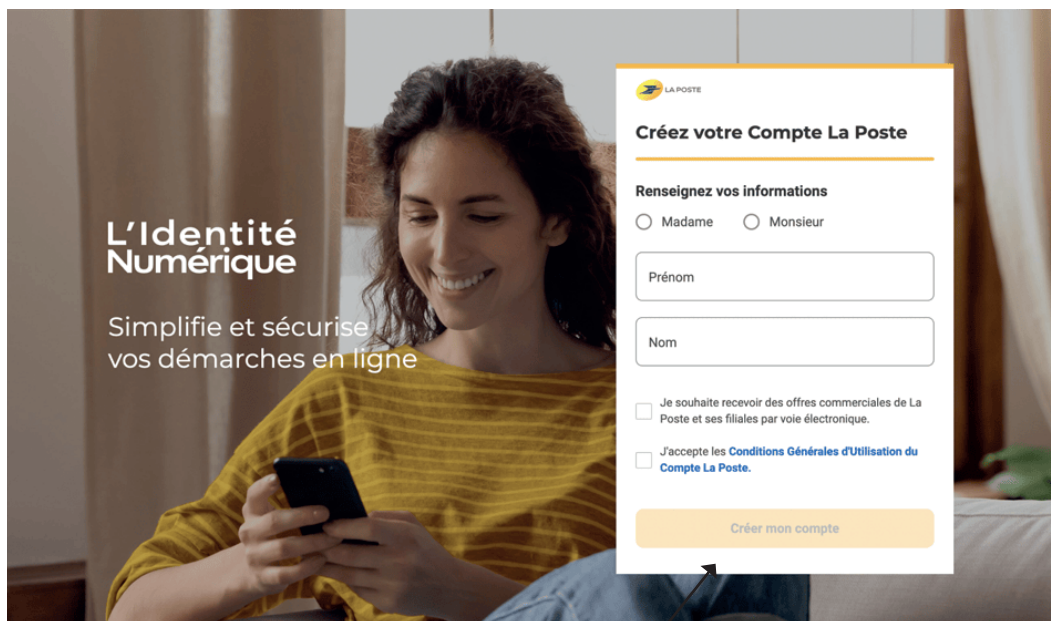 L'Identité
Numérique
Simplifie et sécurise
vos démarches en ligne
LA POSTE
Créez votre Compte La Poste
Renseignez vos informations
Madame Monsieur
Prénom
Nom
Je souhaite recevoir des offres commerciales de La
Poste et ses filiales par voie électronique.
J'accepte les Conditions Générales d'Utilisation du
Compte La Poste.
Créer mon compte